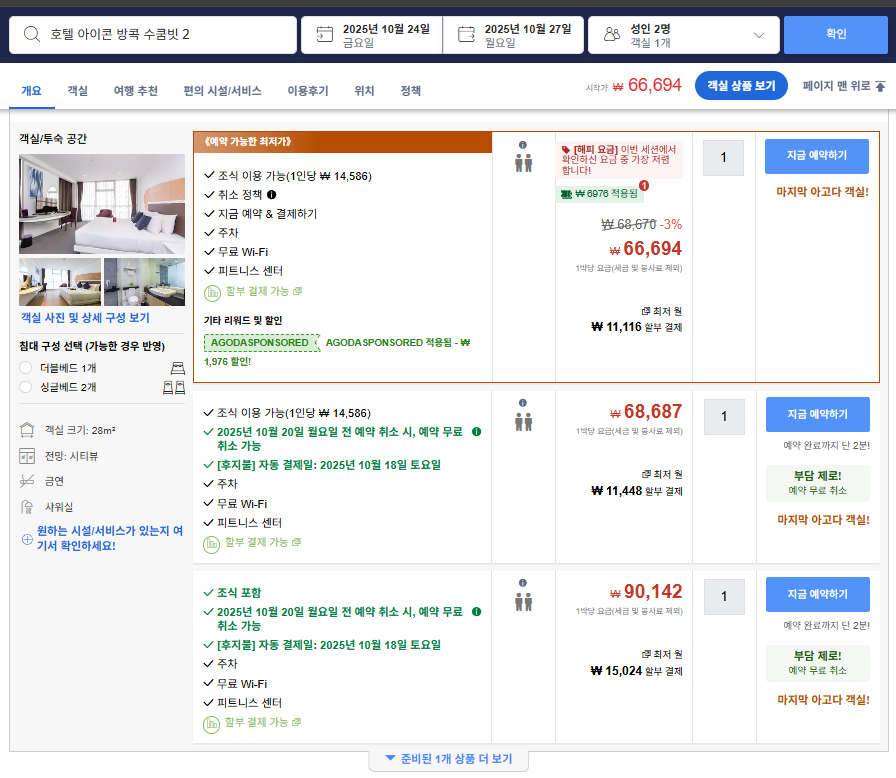 호텔 아이콘 방콕 수쿰빗 2
2025년 10월 24일
금요일
2025년 10월 27일
월요일
성인 2명
객실 1개
확인
개요 객실 여행 추천 편의 시설/서비스 이용후기 위치 정책
시작가 ₩ 66,694
객실 상품 보기
페이지 맨 위로
객실/투숙 공간
객실 사진 및 상세 구성 보기
침대 구성 선택 (가능한 경우 반영)
더블베드 1개
싱글베드 2개
객실 크기: 28m²
전망: 시티뷰
금연
샤워실
원하는 시설/서비스가 있는지 여
기서 확인하세요!
《예약 가능한 최저가》
조식 이용 가능(1인당 ₩ 14,586)
취소 정책
지금 예약 & 결제하기
주차
무료 Wi-Fi
피트니스 센터
할부 결제 가능
기타 리워드 및 할인
AGODASPONSORED AGODASPONSORED 적용됨 - ₩
1,976 할인!
[해피 요금] 이번 세션에서
확인하신 요금 중 가장 저렴
합니다!
₩ 6976 적용됨
1
₩ 68,670 -3%
₩ 66,694
1박당 요금(세금 및 봉사료 제외)
최저 월
₩ 11,116 할부 결제
1
지금 예약하기
마지막 아고다 객실!
조식 이용 가능(1인당 ₩ 14,586)
2025년 10월 20일 월요일 전 예약 취소 시, 예약 무료
취소 가능
[후지불] 자동 결제일: 2025년 10월 18일 토요일
주차
무료 Wi-Fi
피트니스 센터
할부 결제 가능
₩ 68,687
1박당 요금(세금 및 봉사료 제외)
최저 월
₩ 11,448 할부 결제
1
지금 예약하기
예약 완료까지 단 2분!
부담 제로!
예약 무료 취소
마지막 아고다 객실!
조식 포함
2025년 10월 20일 월요일 전 예약 취소 시, 예약 무료
취소 가능
[후지불] 자동 결제일: 2025년 10월 18일 토요일
주차
무료 Wi-Fi
피트니스 센터
할부 결제 가능
₩ 90,142
1박당 요금(세금 및 봉사료 제외)
최저 월
₩ 15,024 할부 결제
1
지금 예약하기
예약 완료까지 단 2분!
부담 제로!
예약 무료 취소
마지막 아고다 객실!
준비된 1개 상품 더 보기